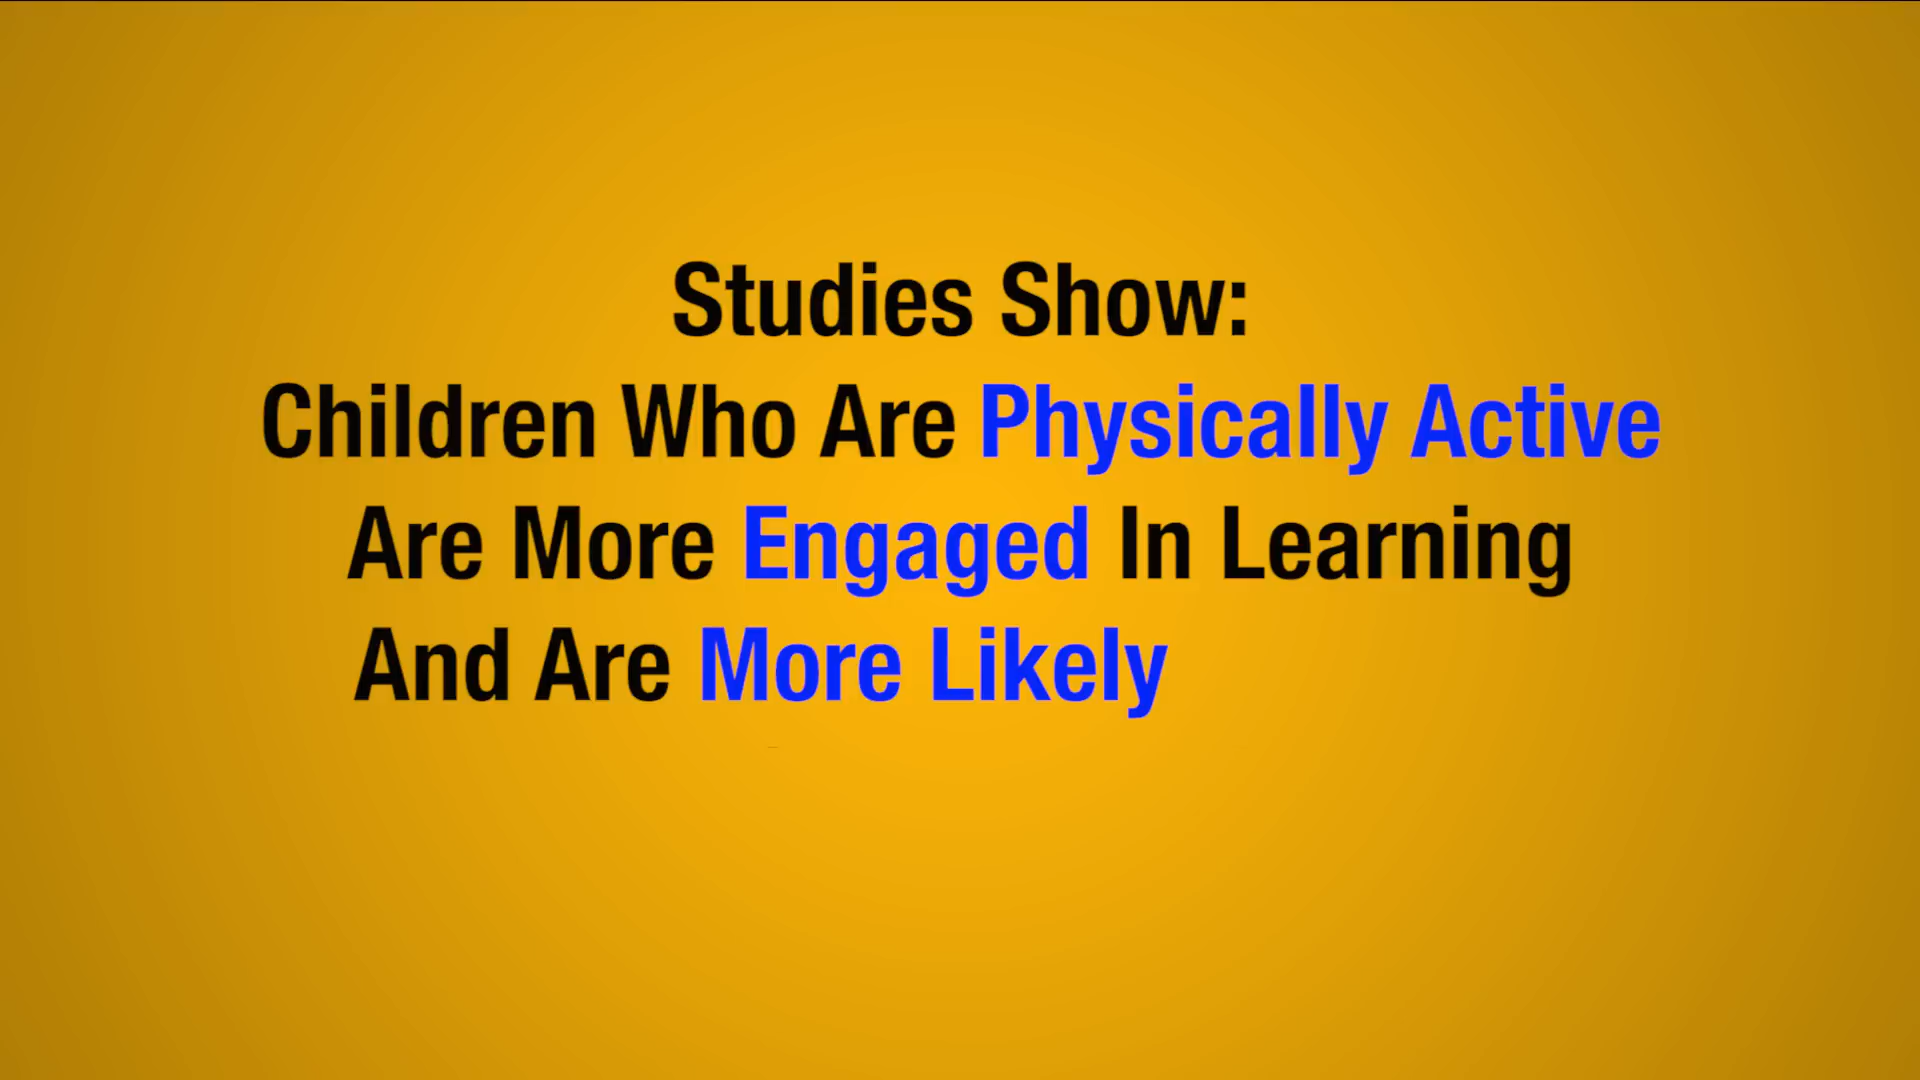 Studies Show:
Children Who Are Physically Active
Are More Engaged In Learning
And Are More Likely